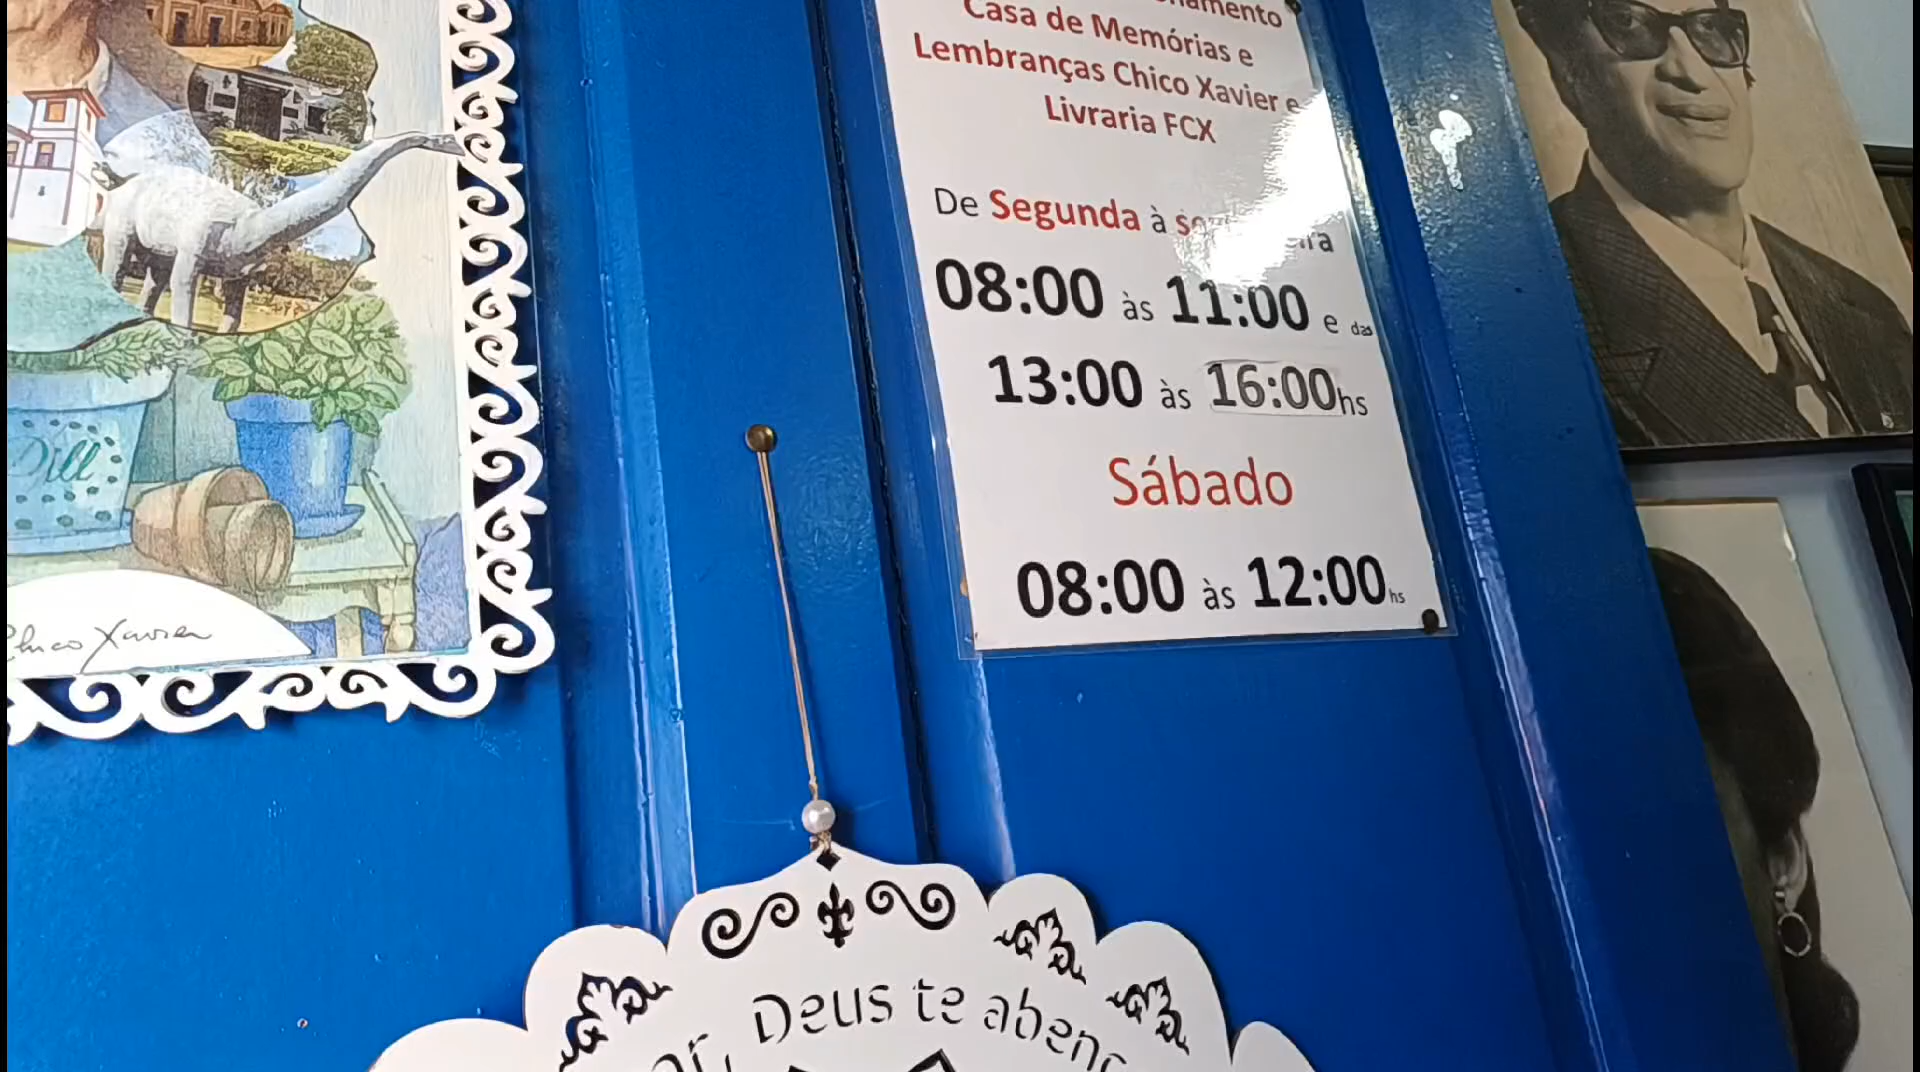 Casa de Memórias e
Lembranças Chico Xavier e
Livraria FCX
De Segunda à
08:00 às 11:00 e das
13:00 às 16:00hs
Sábado
08:00 às 12:00hs
Dill
Chico Xavier
Deus te